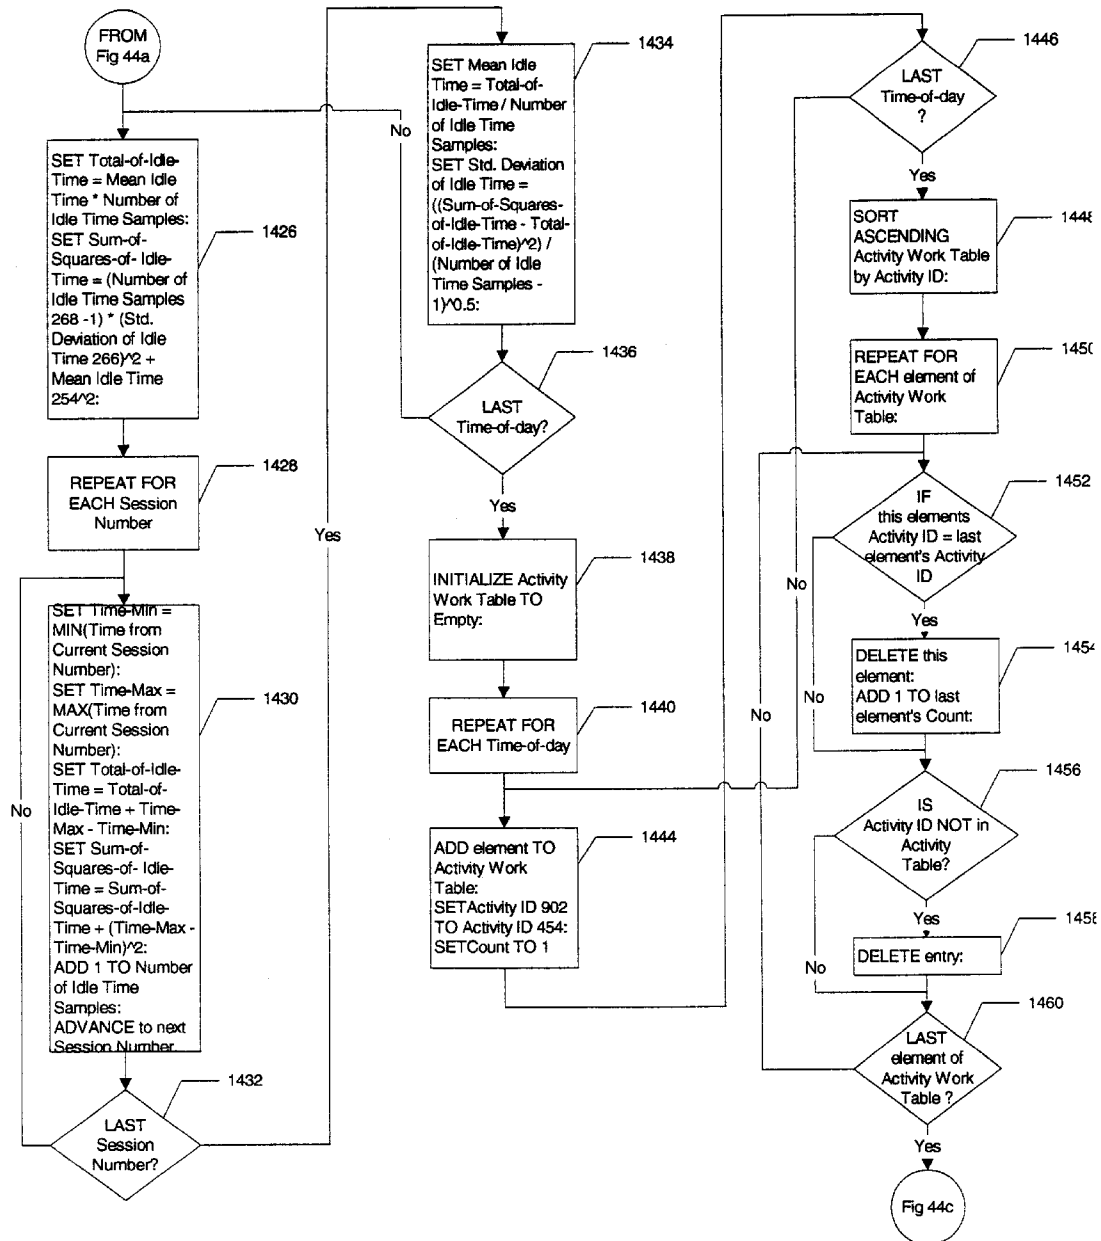 FROM
Fig 44a
SET Total-of-Idle-
Time = Mean Idle
Time * Number of
Idle Time Samples:
SET Sum-of-
Squares-of- Idle-
Time = (Number of
Idle Time Samples
268 -1) * (Std.
Deviation of Idle
Time 266)^2 +
Mean Idle Time
254^2:
1426
REPEAT FOR
EACH Session
Number
1428
SET Time-Min =
MIN(Time from
Current Session
Number):
SET Time-Max =
MAX(Time from
Current Session
Number):
SET Total-of-Idle-
Time = Total-of-
Idle-Time + Time-
Max - Time-Min:
SET Sum-of-
Squares-of- Idle-
Time = Sum-of-
Squares-of-Idle-
Time + (Time-Max -
Time-Min)^2:
ADD 1 TO Number
of Idle Time
Samples:
ADVANCE to next
Session Number
1430
No
LAST
Session
Number?
1432
Yes
SET Mean Idle
Time = Total-of-
Idle-Time / Number
of Idle Time
Samples:
SET Std. Deviation
of Idle Time =
((Sum-of-Squares-
of-Idle-Time - Total-
of-Idle-Time)^2) /
(Number of Idle
Time Samples -
1)^0.5:
1434
No
LAST
Time-of-day?
1436
Yes
INITIALIZE Activity
Work Table TO
Empty:
1438
REPEAT FOR
EACH Time-of-day
1440
ADD element TO
Activity Work
Table:
SETActivity ID 902
TO Activity ID 454:
SETCount TO 1
1444
LAST
Time-of-day
?
1446
No
Yes
SORT
ASCENDING
Activity Work Table
by Activity ID:
1448
REPEAT FOR
EACH element of
Activity Work
Table:
1450
IF
this elements
Activity ID = last
element's Activity
ID
1452
No
Yes
DELETE this
element:
ADD 1 TO last
element's Count:
1454
IS
Activity ID NOT in
Activity
Table?
1456
No
Yes
DELETE entry:
1458
LAST
element of
Activity Work
Table ?
1460
No
Yes
Fig 44c